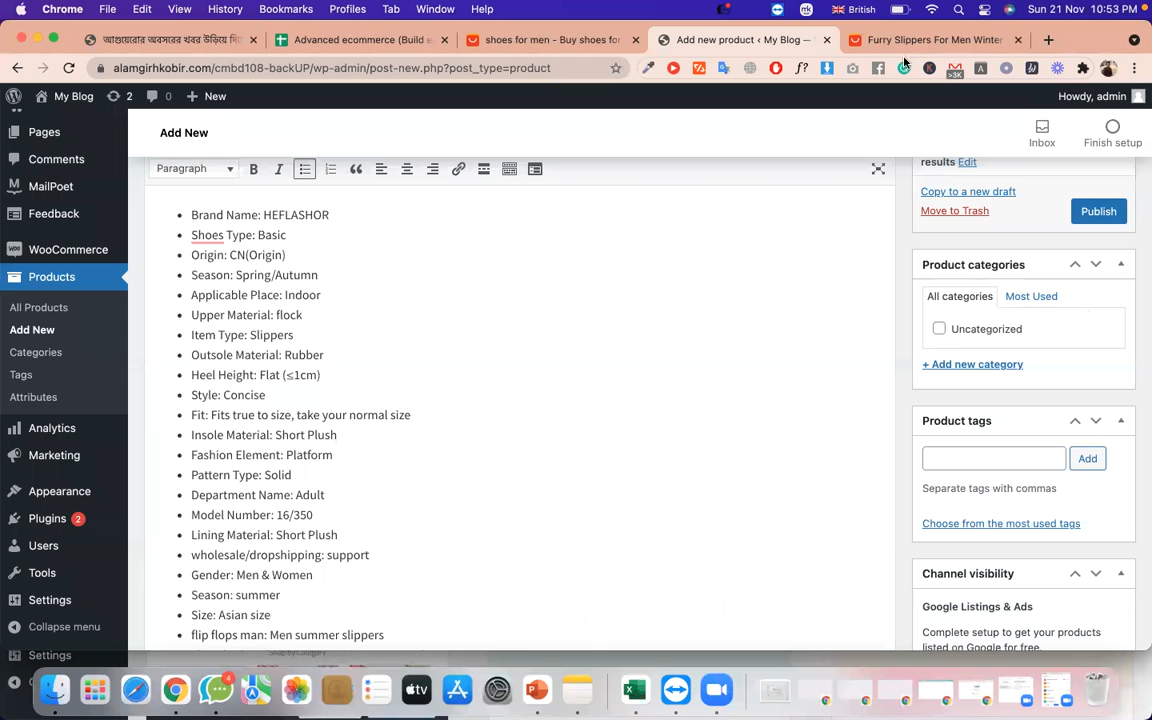 Chrome File Edit View History Bookmarks Profiles Tab Window Help British Sun 21 Nov 10:53 PM
আশুয়েরোর অবসরের খবর উড়িয়ে দি Advanced ecommerce (Build e shoes for men - Buy shoes for Add new product ‹ My Blog — Furry Slippers For Men Winter
alamgirhkobir.com/cmbd108-backUP/wp-admin/post-new.php?post_type=product
>3K
My Blog 2 0 New Howdy, admin
Pages
Comments
MailPoet
Feedback
WooCommerce
Products
All Products
Add New
Categories
Tags
Attributes
Analytics
Marketing
Appearance
Plugins 2
Users
Tools
Settings
Collapse menu
Settings
Add New
Inbox
Finish setup
Paragraph B I
Brand Name: HEFLASHOR
Shoes Type: Basic
Origin: CN(Origin)
Season: Spring/Autumn
Applicable Place: Indoor
Upper Material: flock
Item Type: Slippers
Outsole Material: Rubber
Heel Height: Flat (≤1cm)
Style: Concise
Fit: Fits true to size, take your normal size
Insole Material: Short Plush
Fashion Element: Platform
Pattern Type: Solid
Department Name: Adult
Model Number: 16/350
Lining Material: Short Plush
wholesale/dropshipping: support
Gender: Men & Women
Season: summer
Size: Asian size
flip flops man: Men summer slippers
Shop by Category
results Edit
Copy to a new draft
Move to Trash
Publish
Product categories
All categories Most Used
Uncategorized
+ Add new category
Product tags
Add
Separate tags with commas
Choose from the most used tags
Channel visibility
Google Listings & Ads
Complete setup to get your products
listed on Google for free.
4
tv